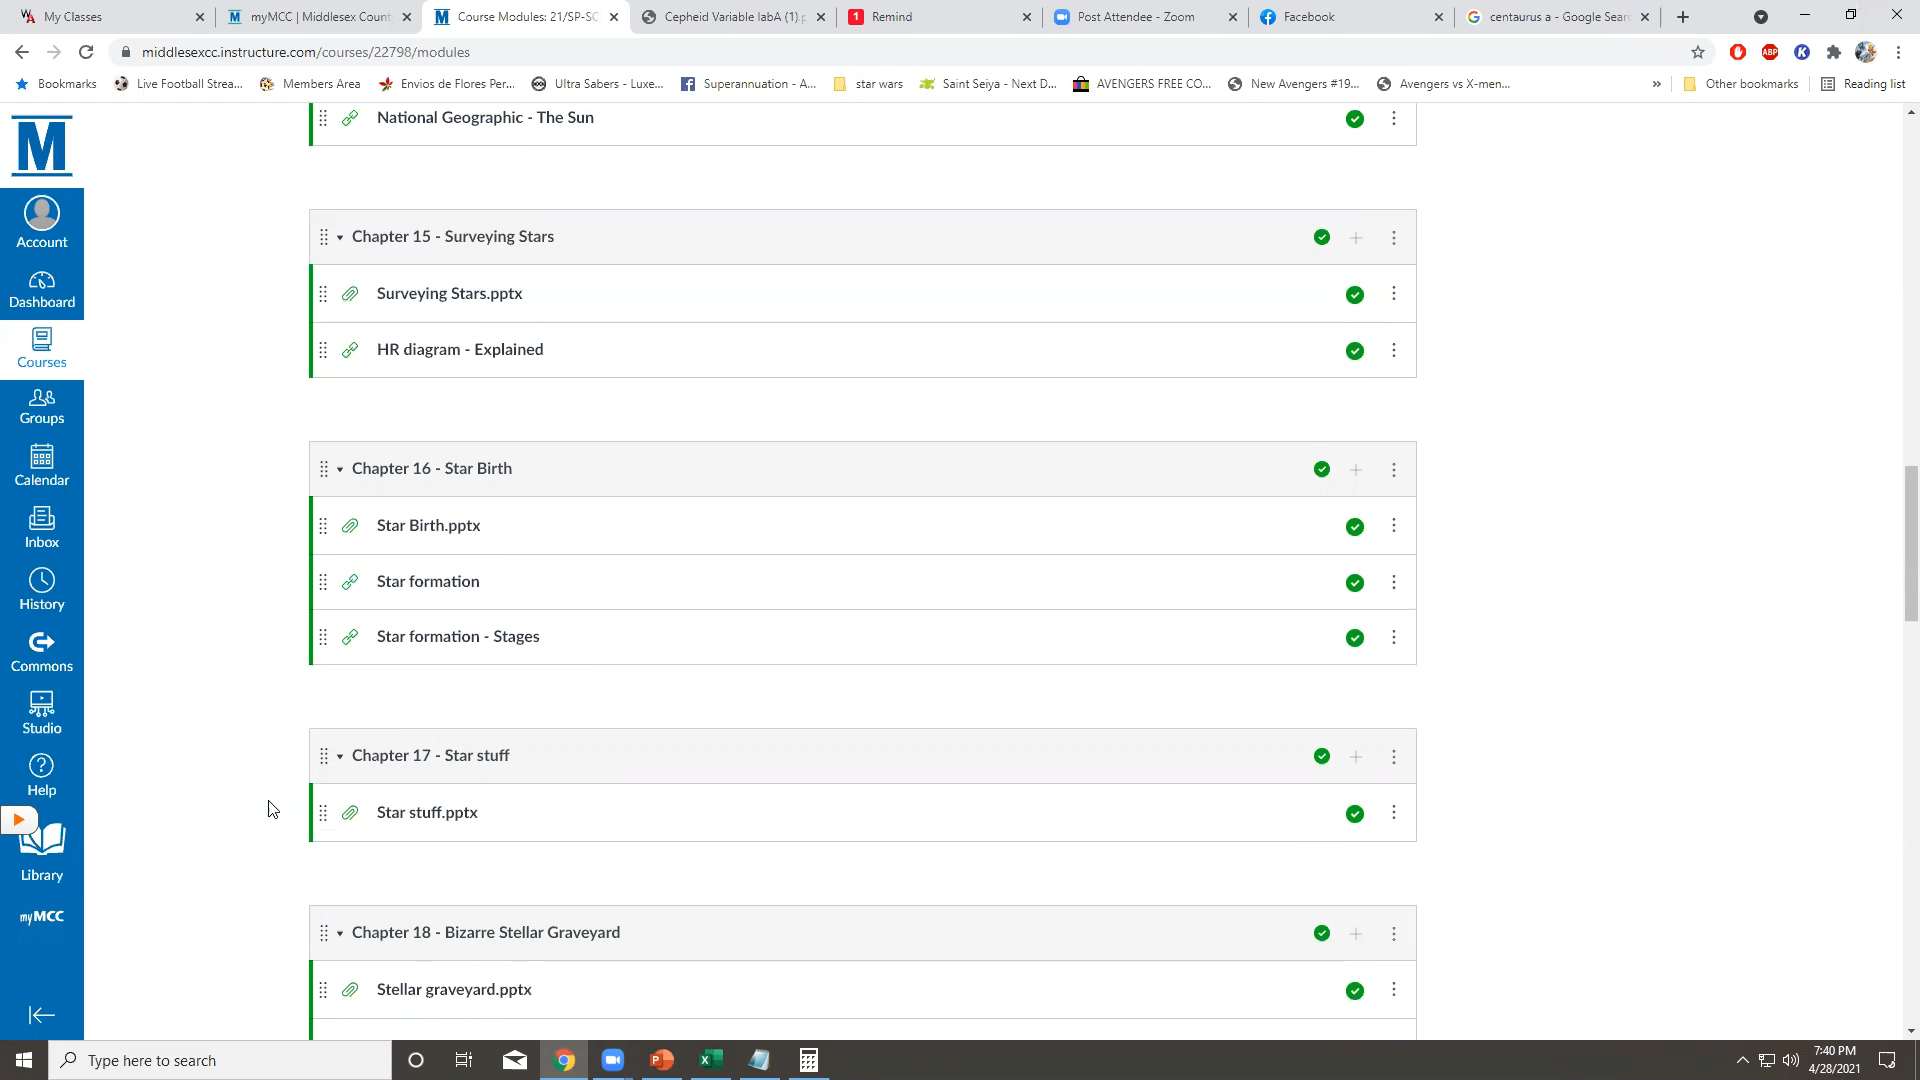 My Classes
myMCC | Middlesex Count
Course Modules: 21/SP-SC
Cepheid Variable labA (1).p
1 Remind
Post Attendee - Zoom
Facebook
centaurus a - Google Sear
middlesexcc.instructure.com/courses/22798/modules
ABP
K
Bookmarks
Live Football Strea...
Members Area
Envios de Flores Per...
Ultra Sabers - Luxe...
Superannuation - A...
star wars
Saint Seiya - Next D...
AVENGERS FREE CO...
New Avengers #19...
Avengers vs X-men...
»
Other bookmarks
Reading list
M
Account
Dashboard
Courses
Groups
Calendar
Inbox
History
Commons
Studio
Help
Library
myMCC
National Geographic - The Sun
Chapter 15 - Surveying Stars
Surveying Stars.pptx
HR diagram - Explained
Chapter 16 - Star Birth
Star Birth.pptx
Star formation
Star formation - Stages
Chapter 17 - Star stuff
Star stuff.pptx
Chapter 18 - Bizarre Stellar Graveyard
Stellar graveyard.pptx
Type here to search
7:40 PM
4/28/2021